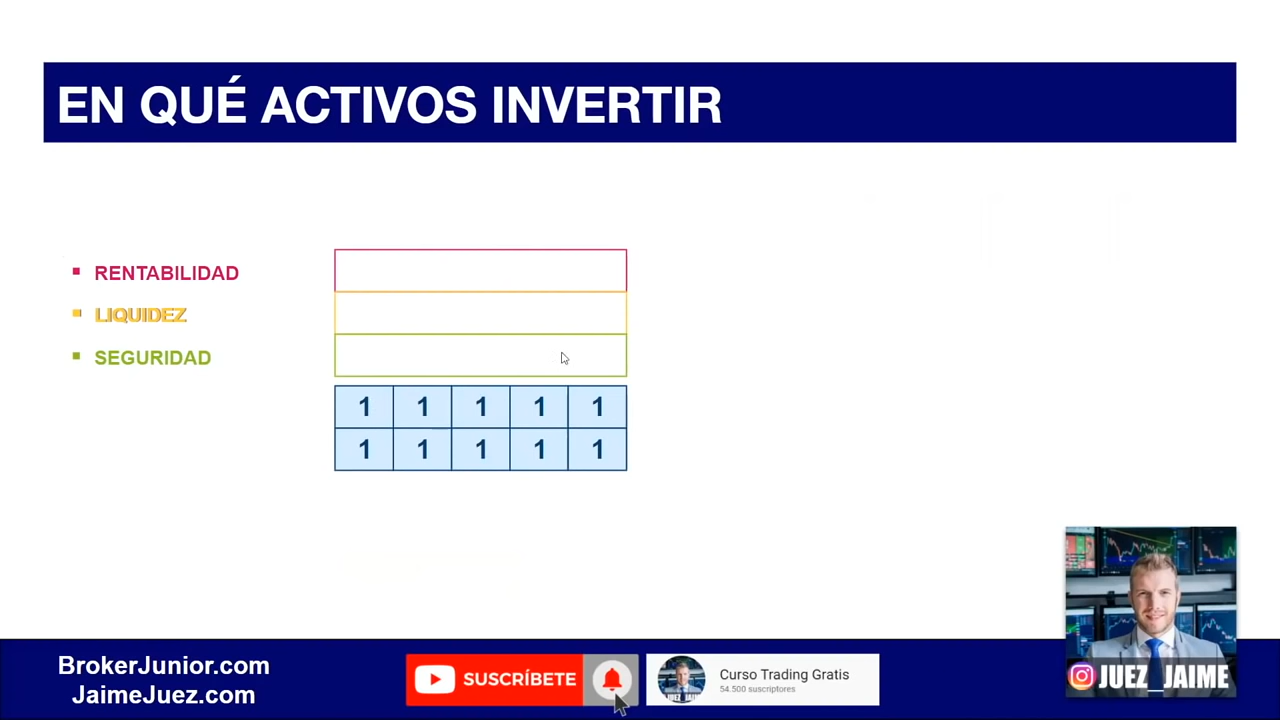 EN QUÉ ACTIVOS INVERTIR
RENTABILIDAD
LIQUIDEZ
SEGURIDAD
1 1 1 1 1
1 1 1 1 1
BrokerJunior.com
JaimeJuez.com
SUSCRÍBETE
JUEZ_JAIME
Curso Trading Gratis
54.500 suscriptores
JUEZ_JAIME